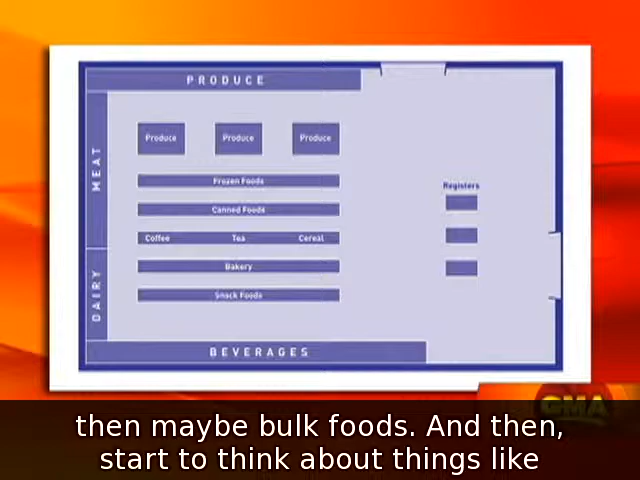 PRODUCE
MEAT
Produce Produce Produce
Frozen Foods
Registers
Canned Foods
Coffee Tea Cereal
Bakery
DAIRY
Snack Foods
BEVERAGES
GMA
then maybe bulk foods. And then,
start to think about things like